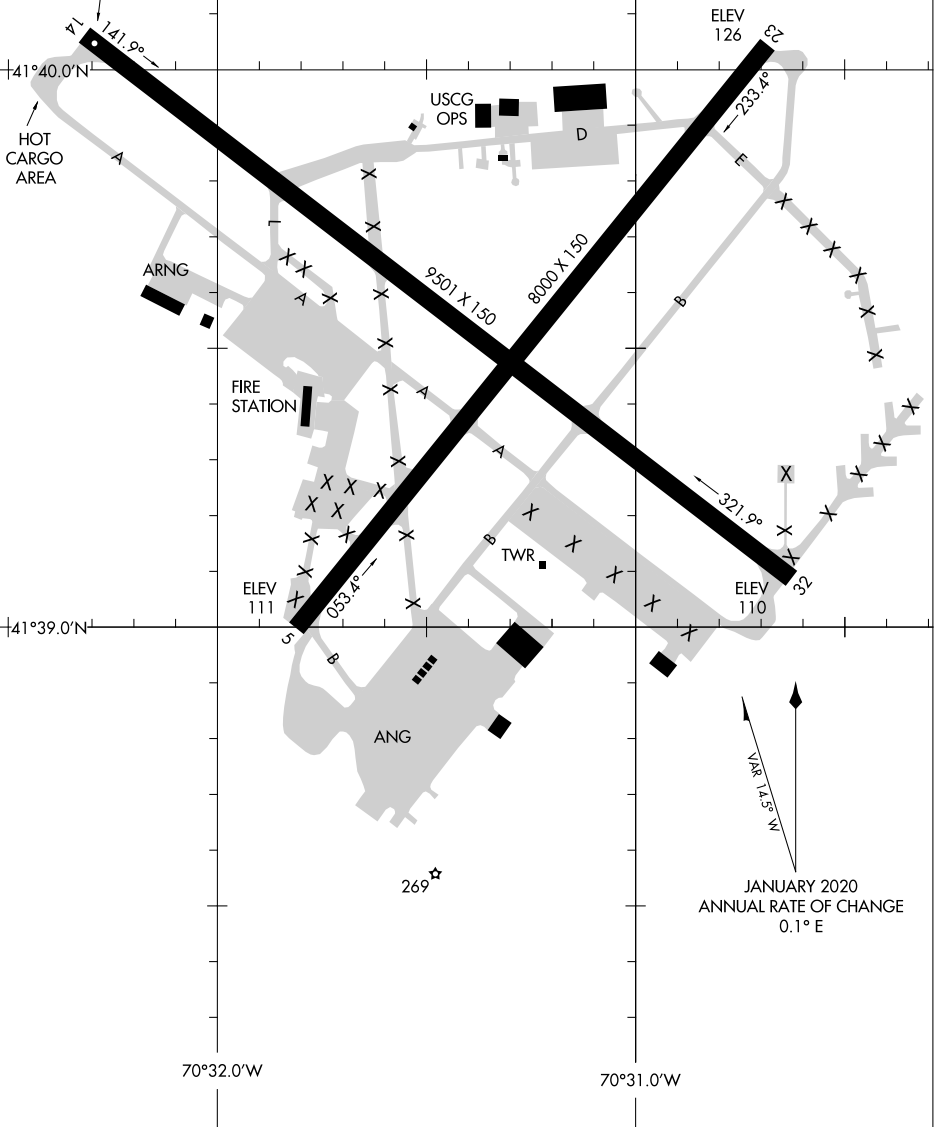 14
141.9°
ELEV
126
23
41°40.0'N
233.4°
USCG
OPS
D
HOT
CARGO
AREA
A
E
L
ARNG
A
9501 X 150
8000 X 150
B
FIRE
STATION
A
A
X
321.9°
B
TWR
ELEV
111
053.4°
ELEV
110
32
41°39.0'N
5
B
ANG
VAR 14.5° W
269
JANUARY 2020
ANNUAL RATE OF CHANGE
0.1° E
70°32.0'W
70°31.0'W